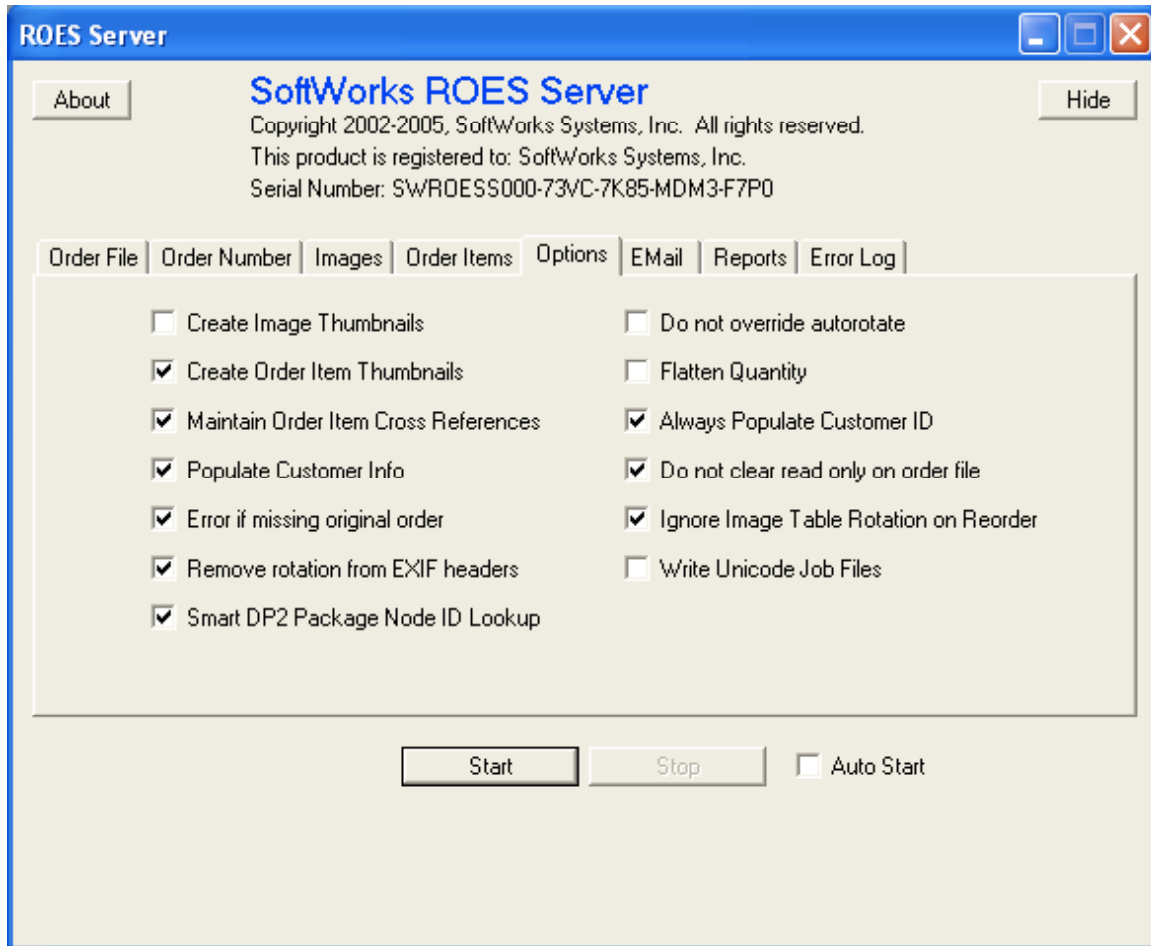 ROES Server
About
SoftWorks ROES Server
Hide
Copyright 2002-2005, SoftWorks Systems, Inc.  All rights reserved.
This product is registered to: SoftWorks Systems, Inc.
Serial Number: SWROESS000-73VC-7K85-MDM3-F7P0
Order File Order Number Images Order Items Options EMail Reports Error Log
Create Image Thumbnails
Create Order Item Thumbnails
Maintain Order Item Cross References
Populate Customer Info
Error if missing original order
Remove rotation from EXIF headers
Smart DP2 Package Node ID Lookup
Do not override autorotate
Flatten Quantity
Always Populate Customer ID
Do not clear read only on order file
Ignore Image Table Rotation on Reorder
Write Unicode Job Files
Start Stop Auto Start